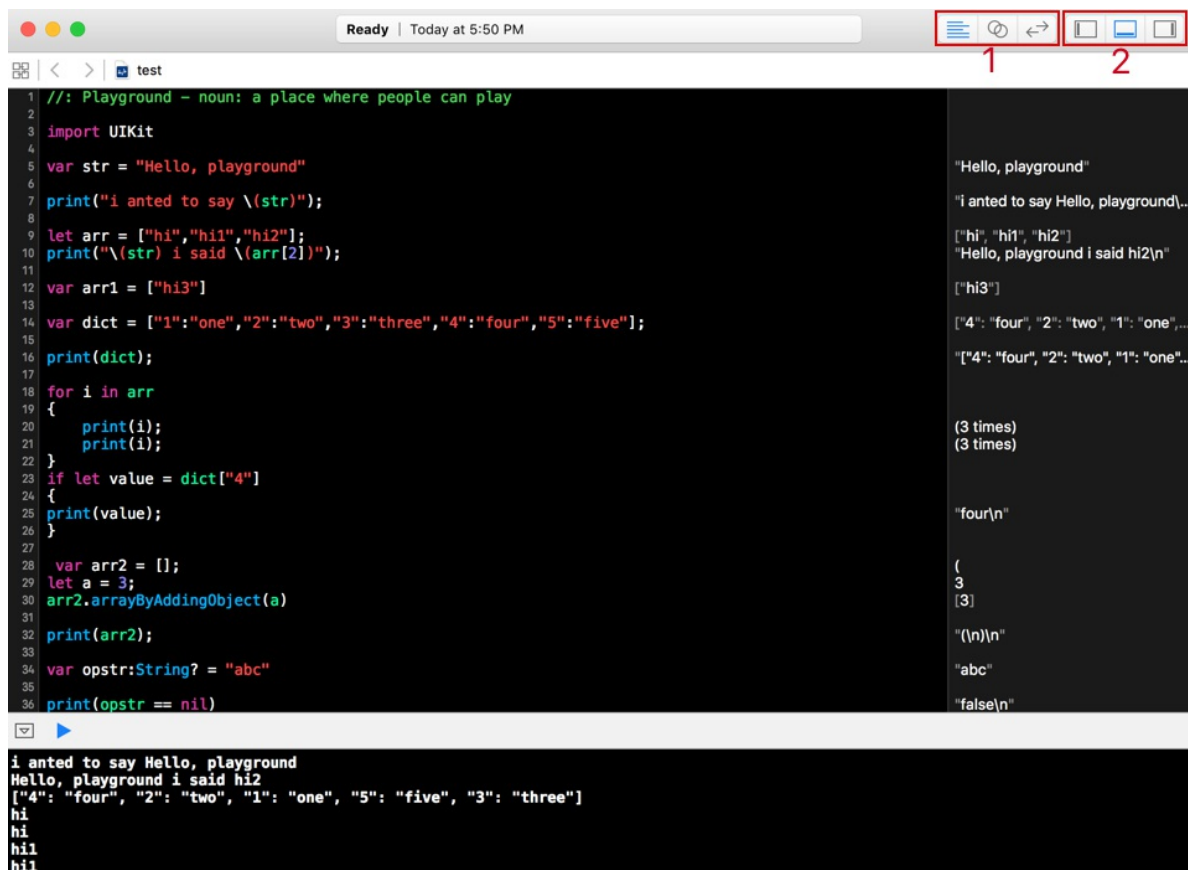 Ready | Today at 5:50 PM
1
2
test
1 //: Playground – noun: a place where people can play
2
3 import UIKit
4
5 var str = "Hello, playground"
"Hello, playground"
6
7 print("i anted to say \(str)");
"i anted to say Hello, playground\...
8
9 let arr = ["hi","hi1","hi2"];
["hi", "hi1", "hi2"]
10 print("\(str) i said \(arr[2])");
"Hello, playground i said hi2\n"
11
12 var arr1 = ["hi3"]
["hi3"]
13
14 var dict = ["1":"one","2":"two","3":"three","4":"four","5":"five"];
["4": "four", "2": "two", "1": "one",...
15
16 print(dict);
"["4": "four", "2": "two", "1": "one"...
17
18 for i in arr
19 {
20 print(i);
(3 times)
21 print(i);
(3 times)
22 }
23 if let value = dict["4"]
24 {
25 print(value);
"four\n"
26 }
27
28 var arr2 = [];
(
29 let a = 3;
3
30 arr2.arrayByAddingObject(a)
[3]
31
32 print(arr2);
"(\n)\n"
33
34 var opstr:String? = "abc"
"abc"
35
36 print(opstr == nil)
"false\n"
i anted to say Hello, playground
Hello, playground i said hi2
["4": "four", "2": "two", "1": "one", "5": "five", "3": "three"]
hi
hi
hi1
hi1